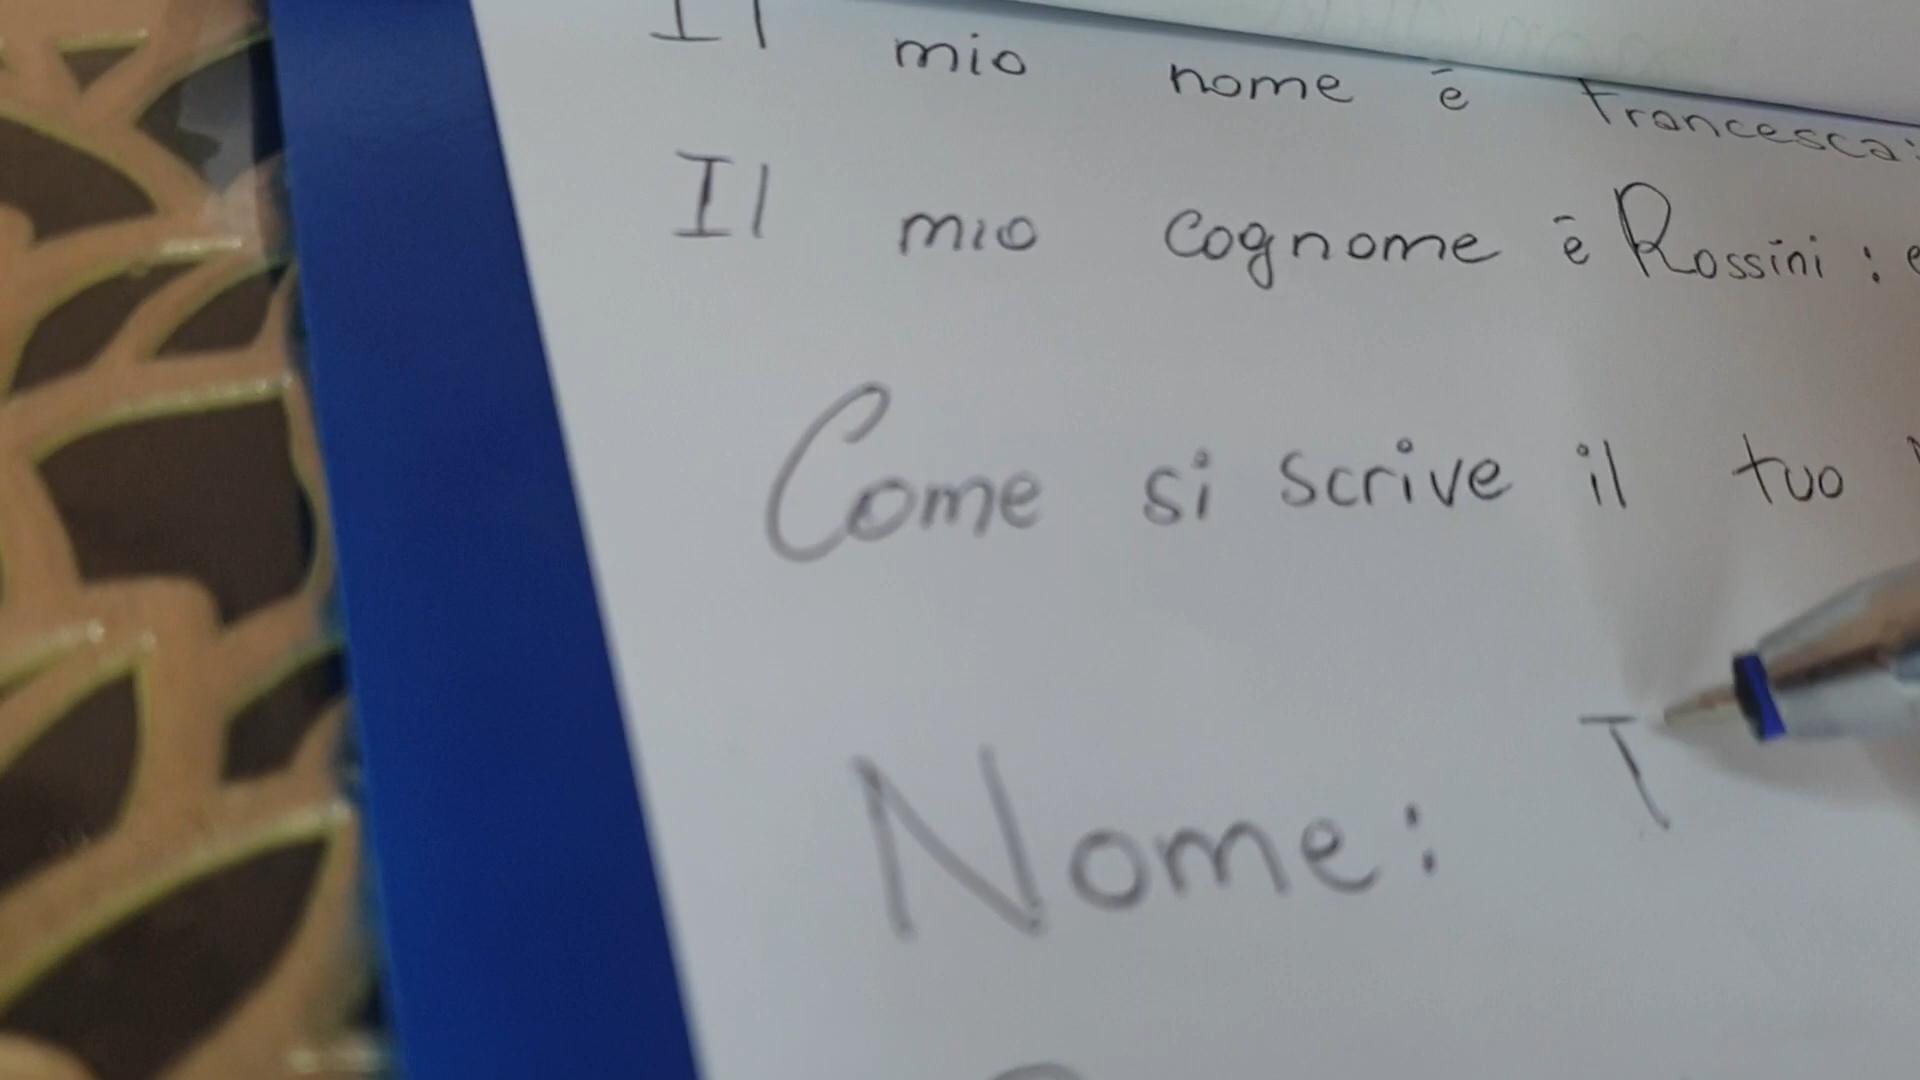 Il mio nome è Francesca:
Il mio cognome è Rossini: e
Come si scrive il tuo
Nome: T